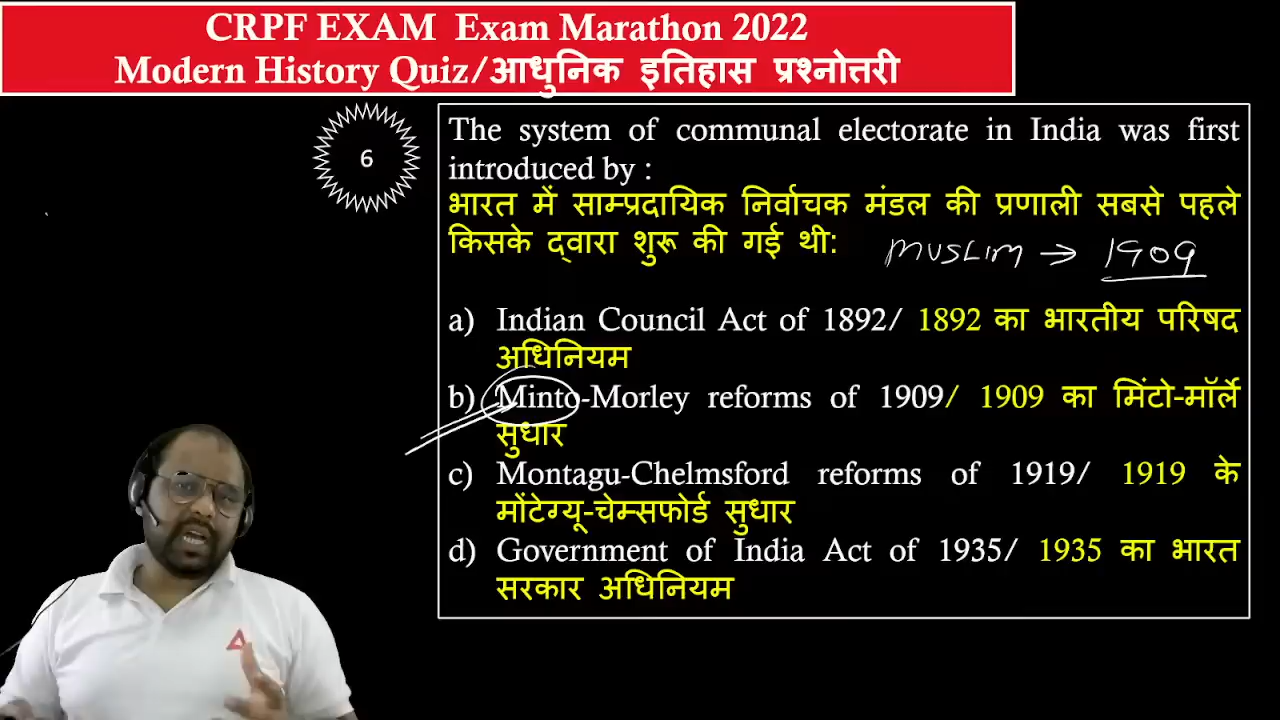 CRPF EXAM Exam Marathon 2022
Modern History Quiz/आधुनिक इतिहास प्रश्नोत्तरी
6
The system of communal electorate in India was first
introduced by :
भारत में साम्प्रदायिक निर्वाचक मंडल की प्रणाली सबसे पहले
किसके द्वारा शुरू की गई थी:
MUSLIM → 1909
a) Indian Council Act of 1892/ 1892 का भारतीय परिषद
अधिनियम
b) Minto-Morley reforms of 1909/ 1909 का मिंटो-मॉर्ले
सुधार
c) Montagu-Chelmsford reforms of 1919/ 1919 के
मोंटेग्यू-चेम्सफोर्ड सुधार
d) Government of India Act of 1935/ 1935 का भारत
सरकार अधिनियम